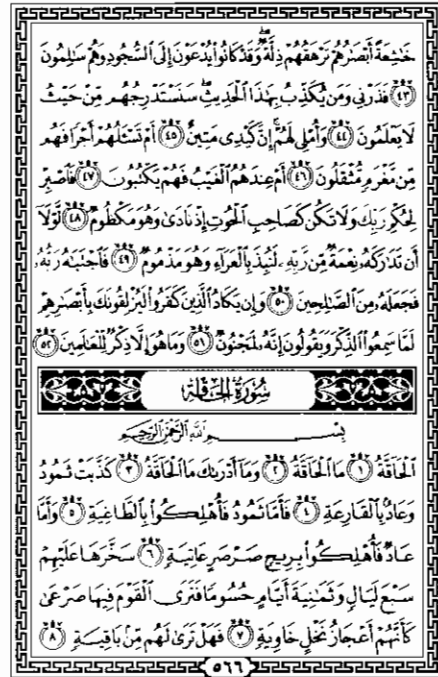 خَٰشِعَةً أَبْصَٰرُهُمْ تَرْهَقُهُمْ ذِلَّةٌۖ وَقَدْ كَانُوا۟ يُدْعَوْنَ إِلَى ٱلسُّجُودِ وَهُمْ سَٰلِمُونَ
﴿٤٣﴾ فَذَرْنِى وَمَن يُكَذِّبُ بِهَٰذَا ٱلْحَدِيثِۖ سَنَسْتَدْرِجُهُم مِّنْ حَيْثُ
لَا يَعْلَمُونَ ﴿٤٤﴾ وَأُمْلِى لَهُمْۚ إِنَّ كَيْدِى مَتِينٌ ﴿٤٥﴾ أَمْ تَسْـَٔلُهُمْ أَجْرًا فَهُم
مِّن مَّغْرَمٍ مُّثْقَلُونَ ﴿٤٦﴾ أَمْ عِندَهُمُ ٱلْغَيْبُ فَهُمْ يَكْتُبُونَ ﴿٤٧﴾ فَٱصْبِرْ
لِحُكْمِ رَبِّكَ وَلَا تَكُن كَصَاحِبِ ٱلْحُوتِ إِذْ نَادَىٰ وَهُوَ مَكْظُومٌ ﴿٤٨﴾ لَّوْلَآ
أَن تَدَٰرَكَهُۥ نِعْمَةٌ مِّن رَّبِّهِۦ لَنُبِذَ بِٱلْعَرَآءِ وَهُوَ مَذْمُومٌ ﴿٤٩﴾ فَٱجْتَبَٰهُ رَبُّهُۥ
فَجَعَلَهُۥ مِنَ ٱلصَّٰلِحِينَ ﴿٥٠﴾ وَإِن يَكَادُ ٱلَّذِينَ كَفَرُوا۟ لَيُزْلِقُونَكَ بِأَبْصَٰرِهِمْ
لَمَّا سَمِعُوا۟ ٱلذِّكْرَ وَيَقُولُونَ إِنَّهُۥ لَمَجْنُونٌ ﴿٥١﴾ وَمَا هُوَ إِلَّا ذِكْرٌ لِّلْعَٰلَمِينَ ﴿٥٢﴾
سُورَةُ الحَاقَّة
بِسْمِ ٱللَّهِ ٱلرَّحْمَٰنِ ٱلرَّحِيمِ
ٱلْحَآقَّةُ ﴿١﴾ مَا ٱلْحَآقَّةُ ﴿٢﴾ وَمَآ أَدْرَىٰكَ مَا ٱلْحَآقَّةُ ﴿٣﴾ كَذَّبَتْ ثَمُودُ
وَعَادٌۢ بِٱلْقَارِعَةِ ﴿٤﴾ فَأَمَّا ثَمُودُ فَأُهْلِكُوا۟ بِٱلطَّاغِيَةِ ﴿٥﴾ وَأَمَّا
عَادٌ فَأُهْلِكُوا۟ بِرِيحٍ صَرْصَرٍ عَاتِيَةٍ ﴿٦﴾ سَخَّرَهَا عَلَيْهِمْ
سَبْعَ لَيَالٍ وَثَمَٰنِيَةَ أَيَّامٍ حُسُومًا فَتَرَى ٱلْقَوْمَ فِيهَا صَرْعَىٰ
كَأَنَّهُمْ أَعْجَازُ نَخْلٍ خَاوِيَةٍ ﴿٧﴾ فَهَلْ تَرَىٰ لَهُم مِّنۢ بَاقِيَةٍ ﴿٨﴾
٥٦٦